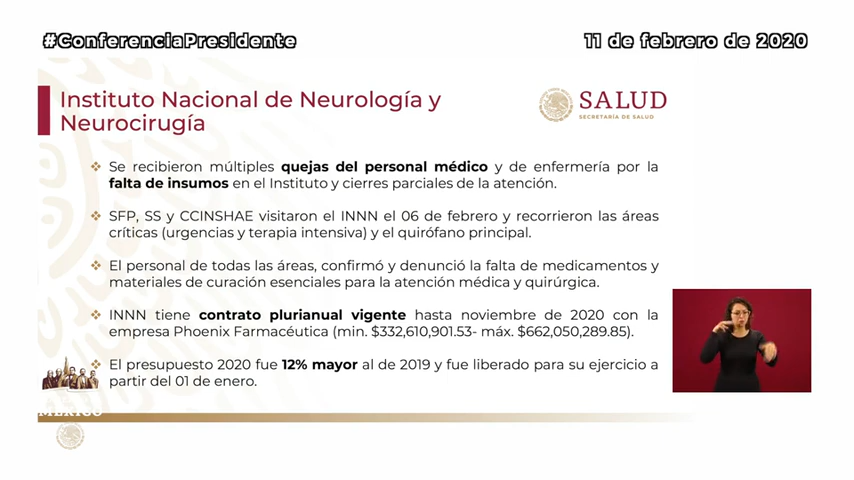 #ConferenciaPresidente
11 de febrero de 2020
Instituto Nacional de Neurología y
Neurocirugía
SALUD
SECRETARÍA DE SALUD
Se recibieron múltiples quejas del personal médico y de enfermería por la
falta de insumos en el Instituto y cierres parciales de la atención.
SFP, SS y CCINSHAE visitaron el INNN el 06 de febrero y recorrieron las áreas
críticas (urgencias y terapia intensiva) y el quirófano principal.
El personal de todas las áreas, confirmó y denunció la falta de medicamentos y
materiales de curación esenciales para la atención médica y quirúrgica.
INNN tiene contrato plurianual vigente hasta noviembre de 2020 con la
empresa Phoenix Farmacéutica (min. $332,610,901.53- máx. $662,050,289.85).
El presupuesto 2020 fue 12% mayor al de 2019 y fue liberado para su ejercicio a
partir del 01 de enero.
MÉXICO